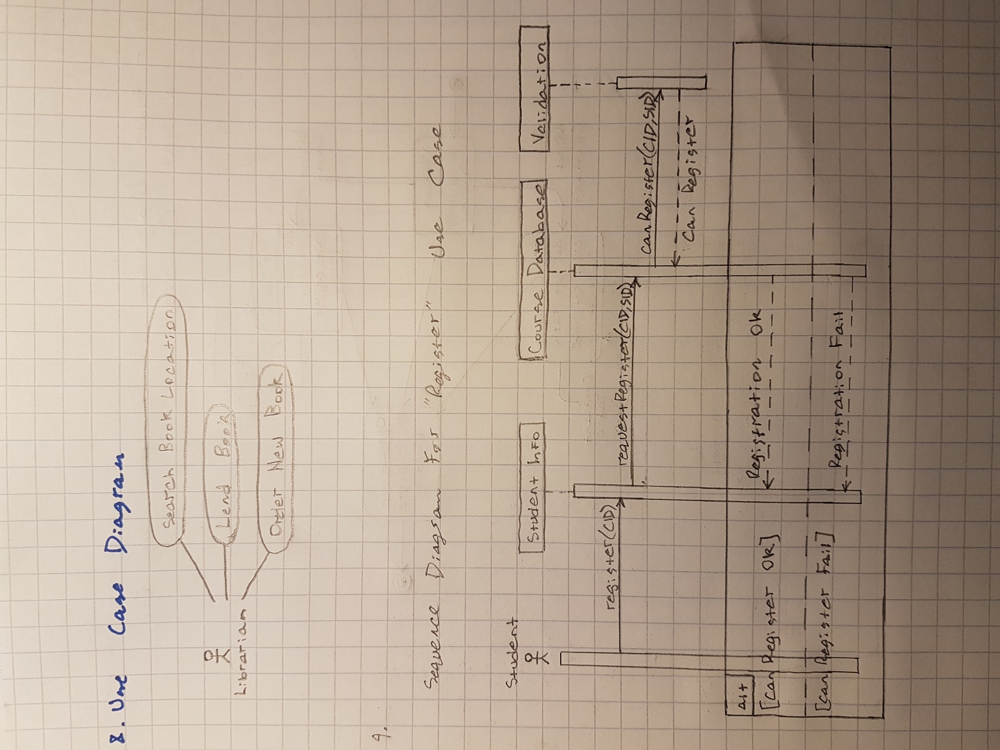 8. Use Case Diagram
Search Book Location
Lend Book
Order New Book
Librarian
9.
Sequence Diagram For "Register" Use Case
Student
Student Info
Course Database
Validation
register(CID)
requestRegister(CID,SID)
canRegister(CID,SID)
Can Register
alt
[Can Register OK]
Registration Ok
[Can Register Fail]
Registration Fail